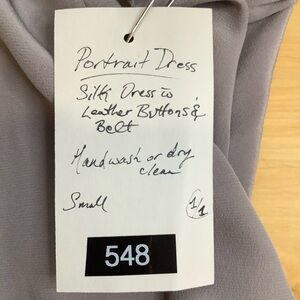 Portrait Dress
Silk Dress w
Leather Buttons &
Belt
Handwash or dry
clean
Small
1/1
548